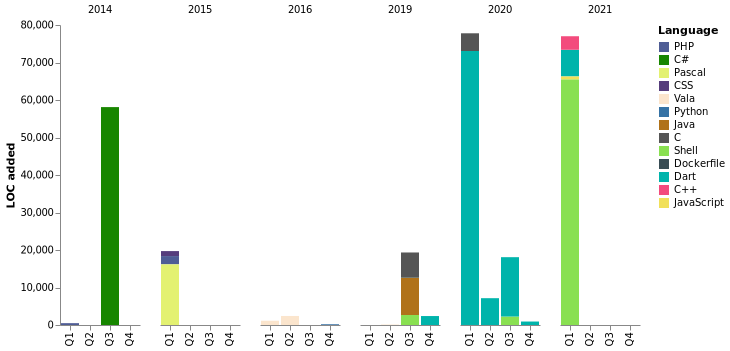 2014 2015 2016 2019 2020 2021
LOC added
80,000
70,000
60,000
50,000
40,000
30,000
20,000
10,000
0
Q1 Q2 Q3 Q4 Q1 Q2 Q3 Q4 Q1 Q2 Q3 Q4 Q1 Q2 Q3 Q4 Q1 Q2 Q3 Q4 Q1 Q2 Q3 Q4
Language
PHP
C#
Pascal
CSS
Vala
Python
Java
C
Shell
Dockerfile
Dart
C++
JavaScript